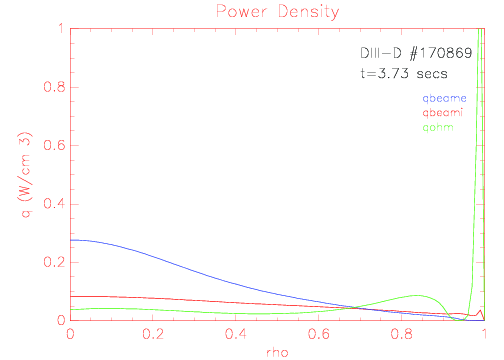 Power Density
DIII-D #170869
t=3.73 secs
qbeame
qbeami
qohm
q (W/cm 3)
1
0.8
0.6
0.4
0.2
0
0 0.2 0.4 0.6 0.8 1
rho